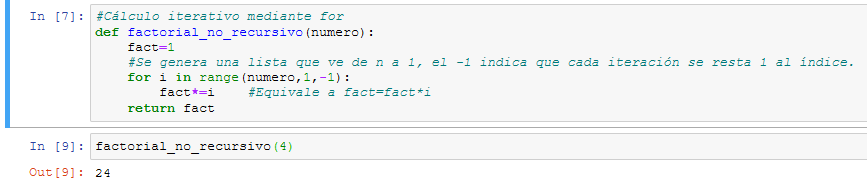 In [7]: #Cálculo iterativo mediante for
def factorial_no_recursivo(numero):
    fact=1
    #Se genera una lista que ve de n a 1, el -1 indica que cada iteración se resta 1 al índice.
    for i in range(numero,1,-1):
        fact*=i    #Equivale a fact=fact*i
    return fact
In [9]: factorial_no_recursivo(4)
Out[9]: 24